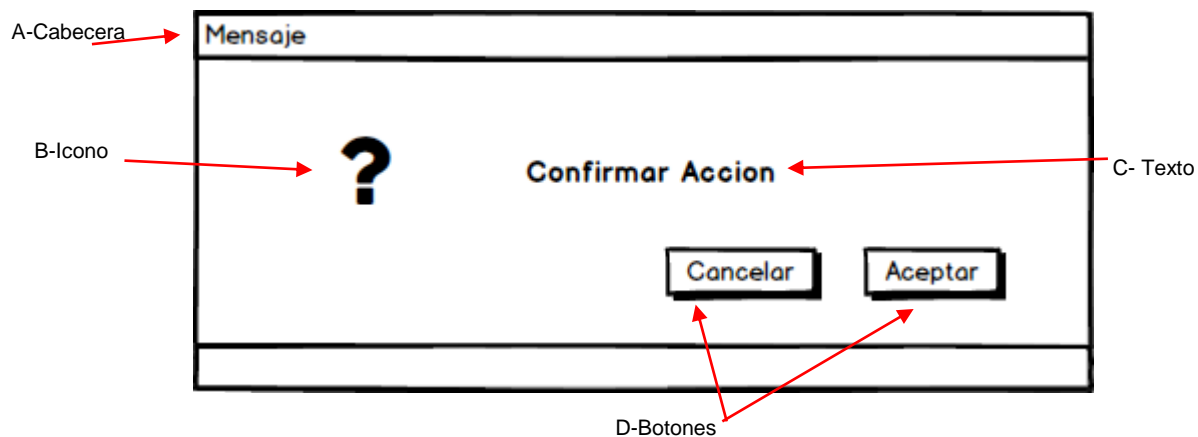 A-Cabecera
Mensaje
B-Icono
?
Confirmar Accion
C- Texto
Cancelar
Aceptar
D-Botones